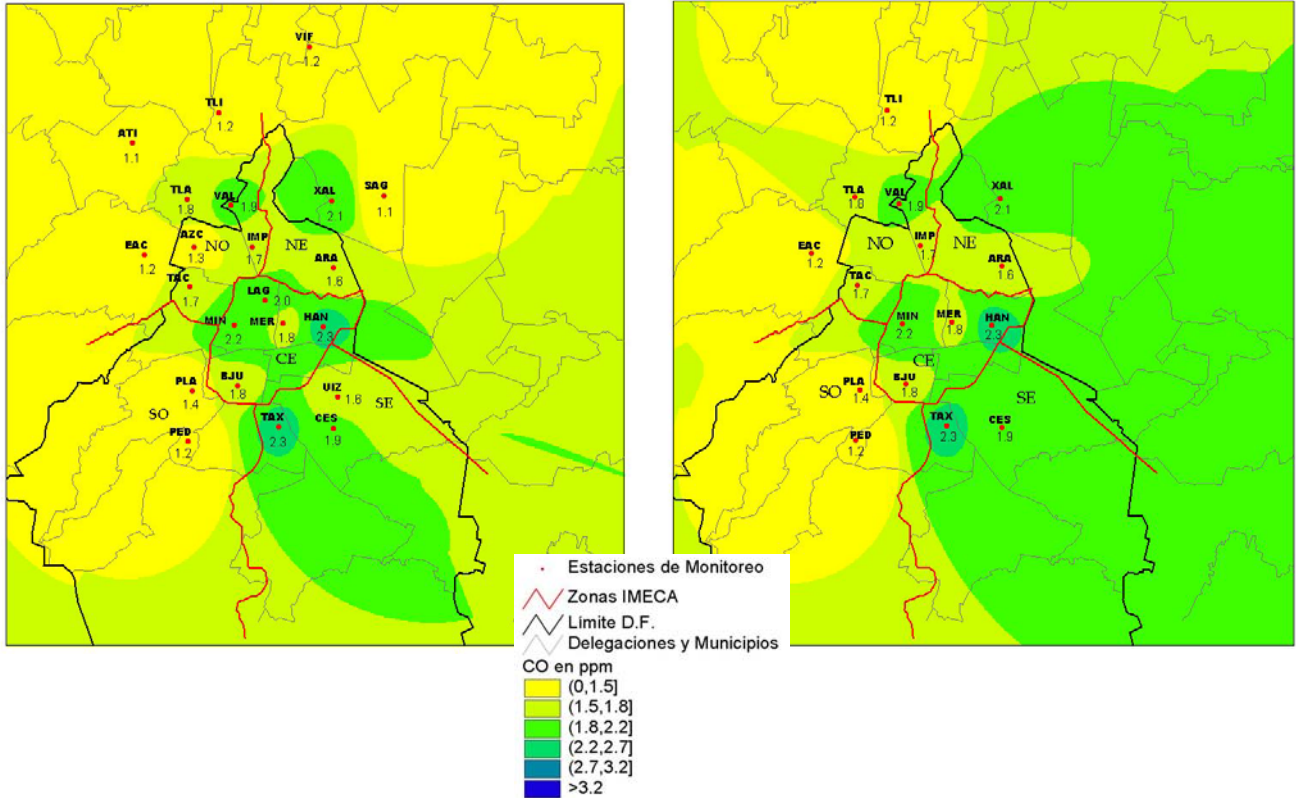 VIF
1.2
TLI
1.2
ATI
1.1
TLA
1.8
VAL
1.9
XAL
2.1
SAG
1.1
EAC
1.2
AZC
1.3
NO
IMP
1.7
NE
ARA
1.6
TAC
1.7
LAG
2.0
MIN
2.2
MER
1.8
HAN
2.3
CE
PLA
1.4
BJU
1.8
UIZ
1.8
SO
SE
PED
1.2
TAX
2.3
CES
1.9
TLI
1.2
TLA
1.8
VAL
1.9
XAL
2.1
EAC
1.2
NO
IMP
1.7
NE
ARA
1.6
TAC
1.7
MIN
2.2
MER
1.8
HAN
2.3
CE
SO
PLA
1.4
BJU
1.8
SE
PED
1.2
TAX
2.3
CES
1.9
Estaciones de Monitoreo
Zonas IMECA
Límite D.F.
Delegaciones y Municipios
CO en ppm
(0,1.5]
(1.5,1.8]
(1.8,2.2]
(2.2,2.7]
(2.7,3.2]
>3.2